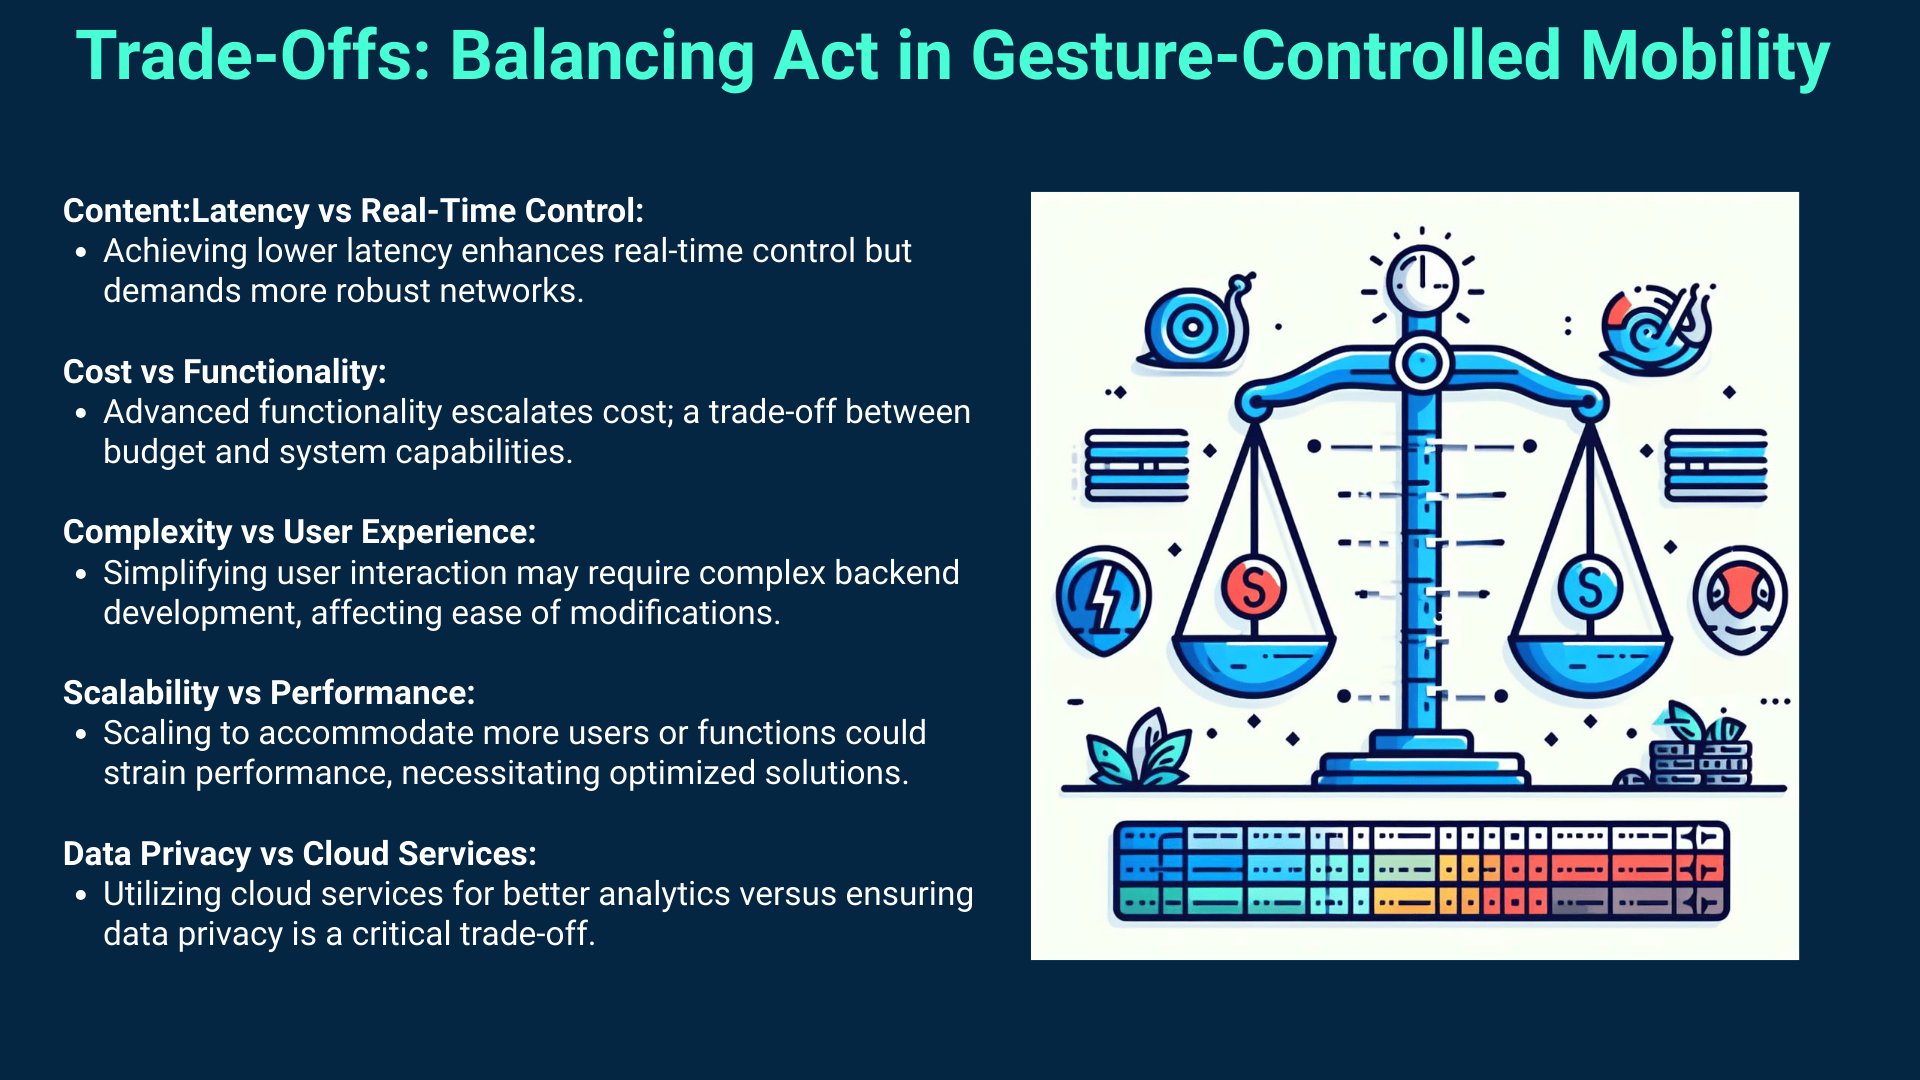 Trade-Offs: Balancing Act in Gesture-Controlled Mobility
Content:Latency vs Real-Time Control:
• Achieving lower latency enhances real-time control but
demands more robust networks.
Cost vs Functionality:
• Advanced functionality escalates cost; a trade-off between
budget and system capabilities.
Complexity vs User Experience:
• Simplifying user interaction may require complex backend
development, affecting ease of modifications.
Scalability vs Performance:
• Scaling to accommodate more users or functions could
strain performance, necessitating optimized solutions.
Data Privacy vs Cloud Services:
• Utilizing cloud services for better analytics versus ensuring
data privacy is a critical trade-off.
S
S